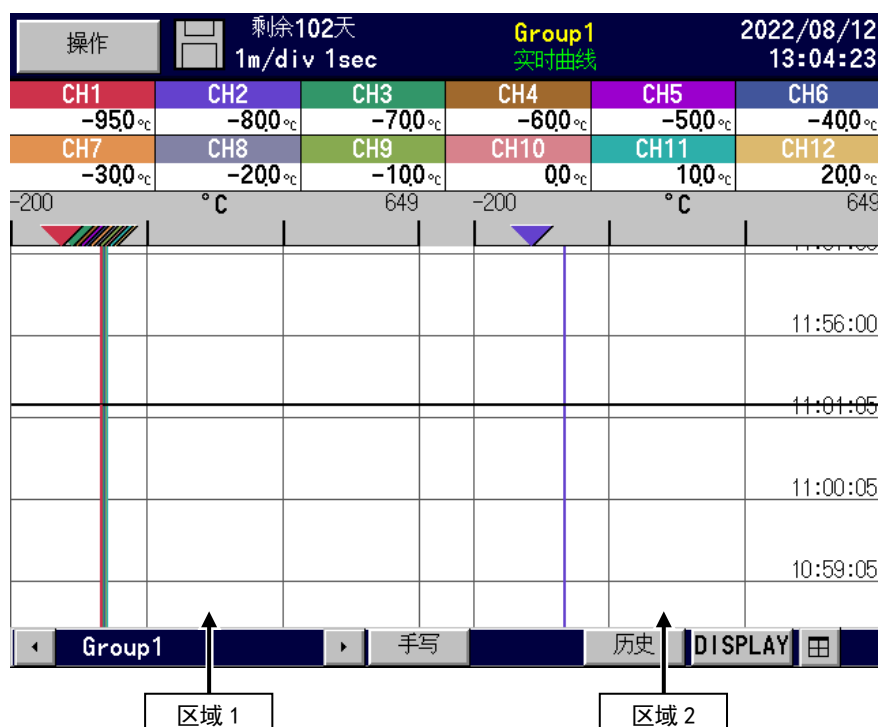 操作 剩余102天 Group1 2022/08/12
1m/div 1sec 实时曲线 13:04:23
CH1 CH2 CH3 CH4 CH5 CH6
-95.0 °C -80.0 °C -70.0 °C -60.0 °C -50.0 °C -40.0 °C
CH7 CH8 CH9 CH10 CH11 CH12
-30.0 °C -20.0 °C -10.0 °C 0.0 °C 10.0 °C 20.0 °C
-200 °C 649 -200 °C 649
11:56:00
11:01:05
11:00:05
10:59:05
Group1 手写 历史 DISPLAY
区域 1 区域 2